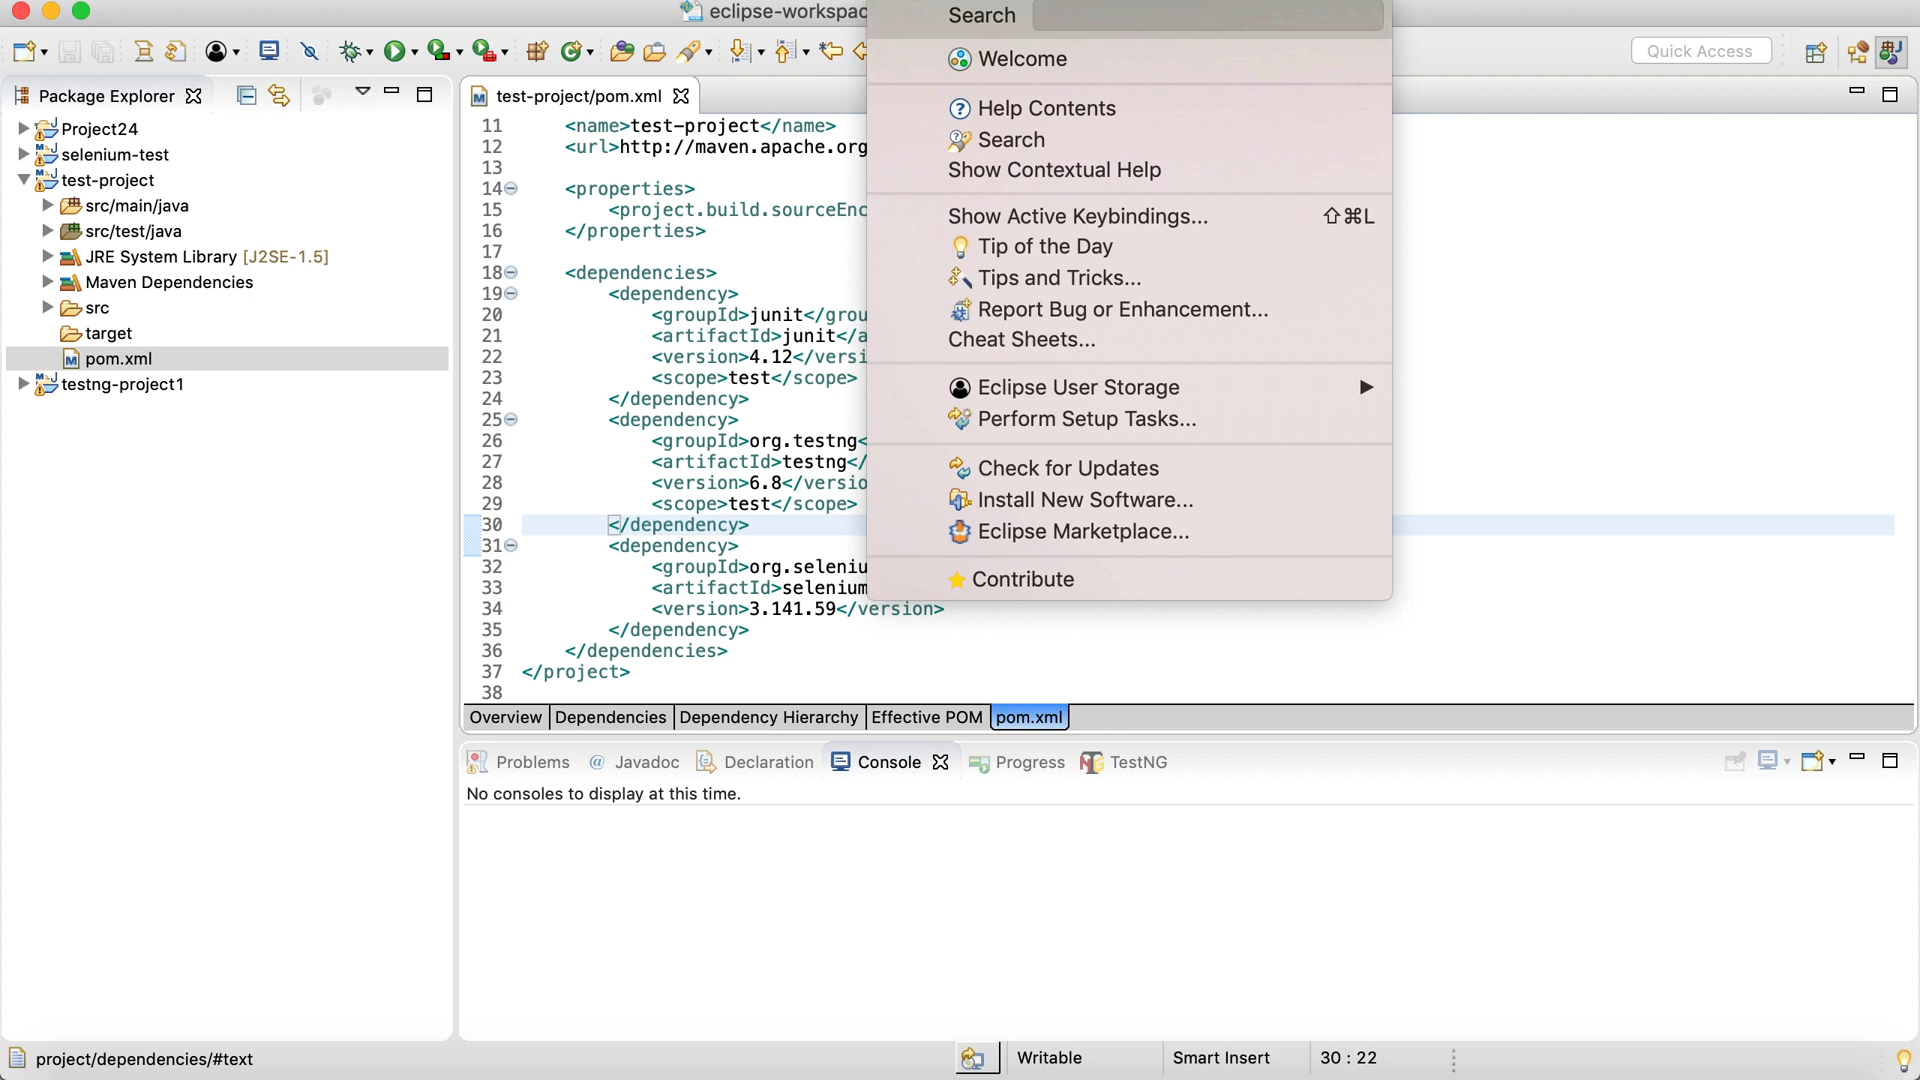 eclipse-workspac
Quick Access
Package Explorer
Project24
selenium-test
test-project
src/main/java
src/test/java
JRE System Library [J2SE-1.5]
Maven Dependencies
src
target
pom.xml
testng-project1
test-project/pom.xml
11 <name>test-project</name>
12 <url>http://maven.apache.org
13
14 <properties>
15 <project.build.sourceEnc
16 </properties>
17
18 <dependencies>
19 <dependency>
20 <groupId>junit</grou
21 <artifactId>junit</a
22 <version>4.12</versi
23 <scope>test</scope>
24 </dependency>
25 <dependency>
26 <groupId>org.testng<
27 <artifactId>testng</
28 <version>6.8</versio
29 <scope>test</scope>
30 </dependency>
31 <dependency>
32 <groupId>org.seleniu
33 <artifactId>selenium
34 <version>3.141.59</version>
35 </dependency>
36 </dependencies>
37 </project>
38
Search
Welcome
Help Contents
Search
Show Contextual Help
Show Active Keybindings... ⇧⌘L
Tip of the Day
Tips and Tricks...
Report Bug or Enhancement...
Cheat Sheets...
Eclipse User Storage
Perform Setup Tasks...
Check for Updates
Install New Software...
Eclipse Marketplace...
Contribute
Overview Dependencies Dependency Hierarchy Effective POM pom.xml
Problems @ Javadoc Declaration Console Progress TestNG
No consoles to display at this time.
project/dependencies/#text
Writable Smart Insert 30 : 22